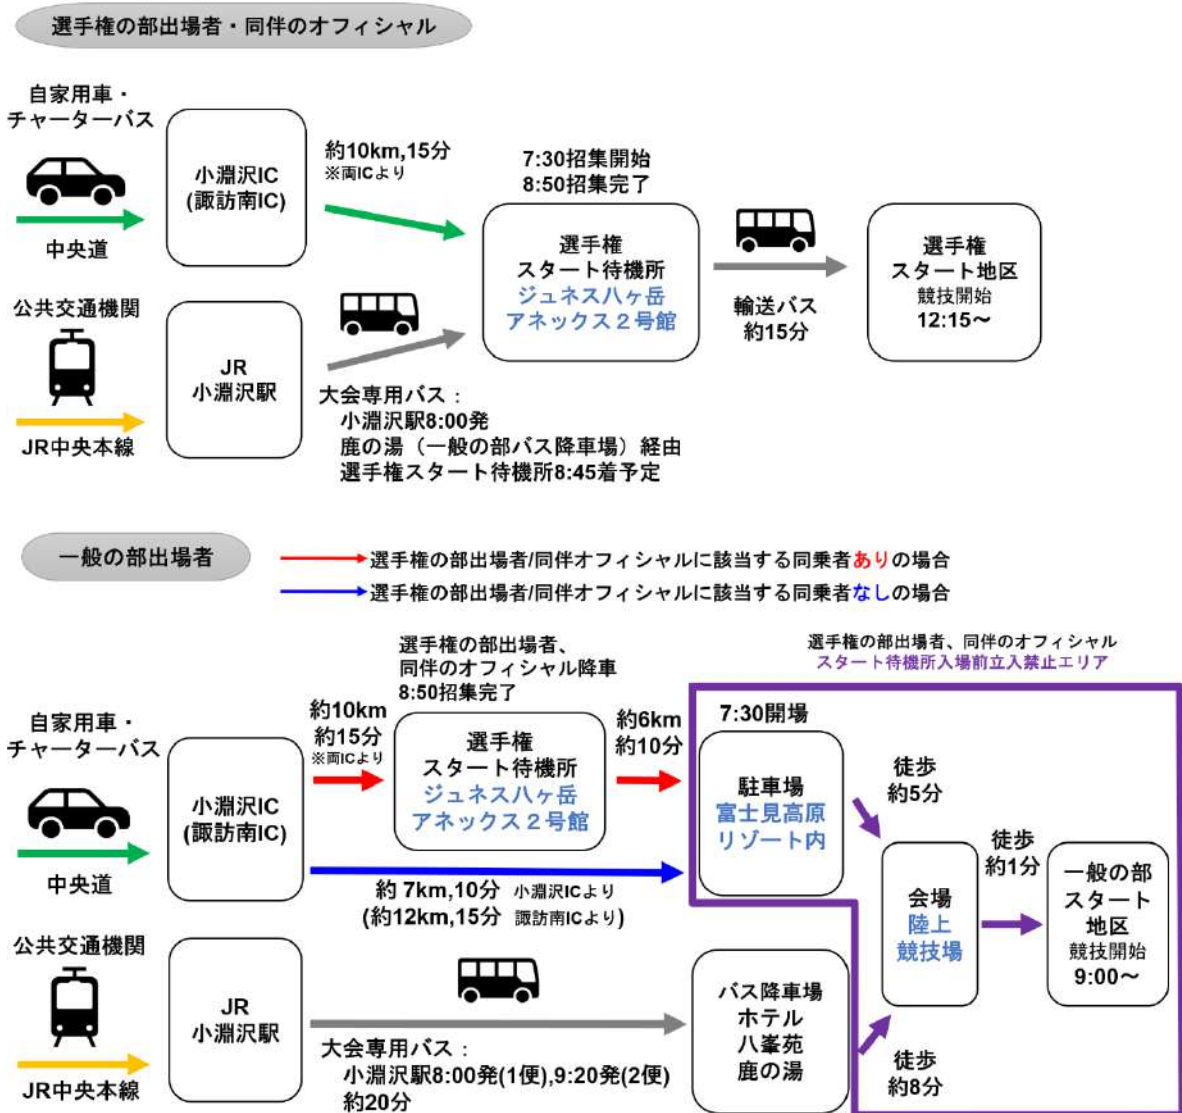 選手権の部出場者・同伴のオフィシャル
自家用車・
チャーターバス
中央道
小淵沢IC
(諏訪南IC)
約10km,15分
※両ICより
7:30招集開始
8:50招集完了
選手権
スタート待機所
ジュネス八ヶ岳
アネックス２号館
輸送バス
約15分
選手権
スタート地区
競技開始
12:15～
公共交通機関
JR中央本線
JR
小淵沢駅
大会専用バス：
小淵沢駅8:00発
鹿の湯（一般の部バス降車場）経由
選手権スタート待機所8:45着予定
一般の部出場者
選手権の部出場者/同伴オフィシャルに該当する同乗者ありの場合
選手権の部出場者/同伴オフィシャルに該当する同乗者なしの場合
選手権の部出場者、同伴のオフィシャル
スタート待機所入場前立入禁止エリア
自家用車・
チャーターバス
中央道
小淵沢IC
(諏訪南IC)
約10km
約15分
※両ICより
選手権の部出場者、
同伴のオフィシャル降車
8:50招集完了
選手権
スタート待機所
ジュネス八ヶ岳
アネックス２号館
約6km
約10分
約 7km,10分 小淵沢ICより
(約12km,15分 諏訪南ICより)
7:30開場
駐車場
富士見高原
リゾート内
徒歩
約5分
会場
陸上
競技場
徒歩
約1分
一般の部
スタート
地区
競技開始
9:00～
公共交通機関
JR中央本線
JR
小淵沢駅
大会専用バス：
小淵沢駅8:00発(1便),9:20発(2便)
約20分
バス降車場
ホテル
八峯苑
鹿の湯
徒歩
約8分